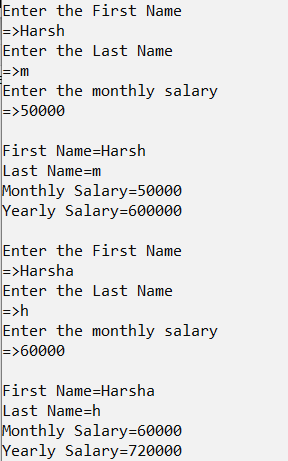 Enter the First Name
=>Harsh
Enter the Last Name
=>m
Enter the monthly salary
=>50000
First Name=Harsh
Last Name=m
Monthly Salary=50000
Yearly Salary=600000
Enter the First Name
=>Harsha
Enter the Last Name
=>h
Enter the monthly salary
=>60000
First Name=Harsha
Last Name=h
Monthly Salary=60000
Yearly Salary=720000